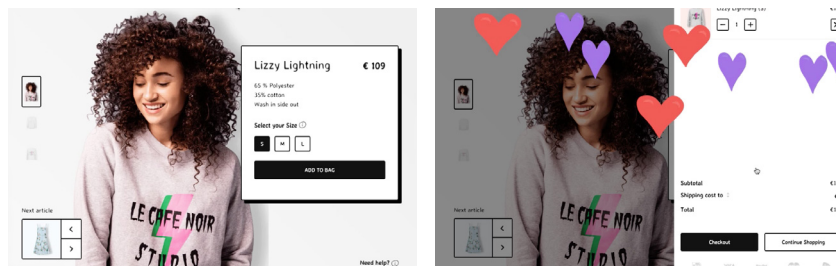 Lizzy Lightning € 109
65 % Polyester
35% cotton
Wash in side out
Select your Size
S M L
ADD TO BAG
LE CAFE NOIR
STUDIO
Next article
Need help?
Lizzy Lightning (S)
1
LE CAFE NOIR
STUDIO
Next article
Subtotal
Shipping cost to
Total
Checkout
Continue Shopping